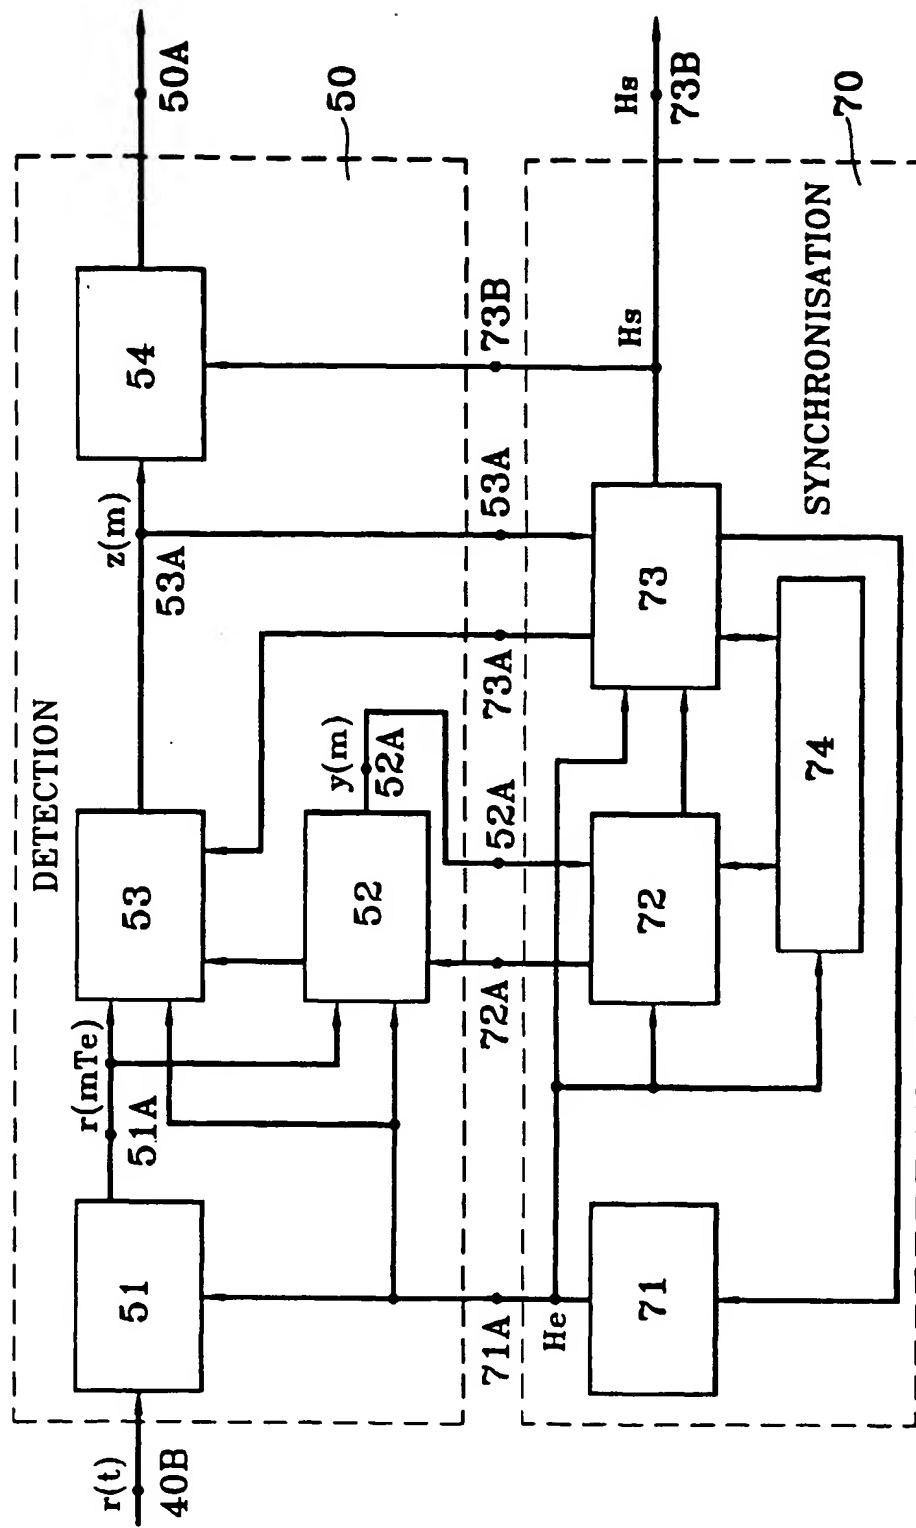 DETECTION
50
r(t)
40B
51
r(mTe)
51A
53
z(m)
53A
54
50A
52
y(m)
52A
71A
72A
52A
73A
53A
73B
He
71
72
73
74
Hs
Hs
73B
SYNCHRONISATION
70